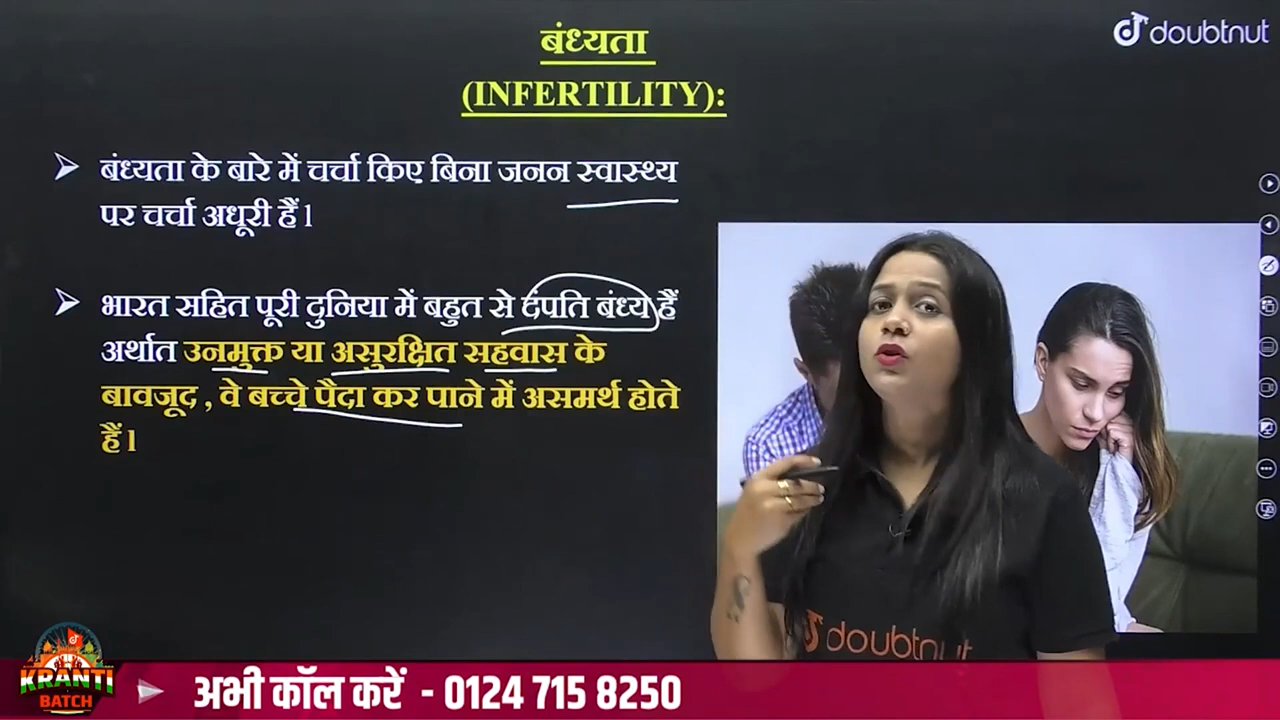 बंध्यता
(INFERTILITY):
doubtnut
बंध्यता के बारे में चर्चा किए बिना जनन स्वास्थ्य
पर चर्चा अधूरी हैं l
भारत सहित पूरी दुनिया में बहुत से दंपति बंध्य हैं
अर्थात उनमुक्त या असुरक्षित सहवास के
बावजूद , वे बच्चे पैदा कर पाने में असमर्थ होते
हैं l
doubtnut
KRANTI
BATCH
अभी कॉल करें - 0124 715 8250